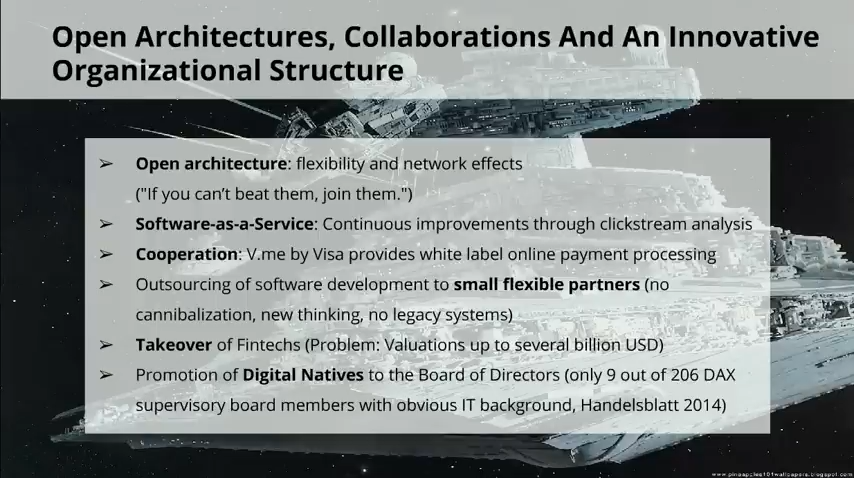 Open Architectures, Collaborations And An Innovative
Organizational Structure
➢ Open architecture: flexibility and network effects
("If you can’t beat them, join them.")
➢ Software-as-a-Service: Continuous improvements through clickstream analysis
➢ Cooperation: V.me by Visa provides white label online payment processing
➢ Outsourcing of software development to small flexible partners (no
cannibalization, new thinking, no legacy systems)
➢ Takeover of Fintechs (Problem: Valuations up to several billion USD)
➢ Promotion of Digital Natives to the Board of Directors (only 9 out of 206 DAX
supervisory board members with obvious IT background, Handelsblatt 2014)
www.pineapples101wallpapers.blogspot.com